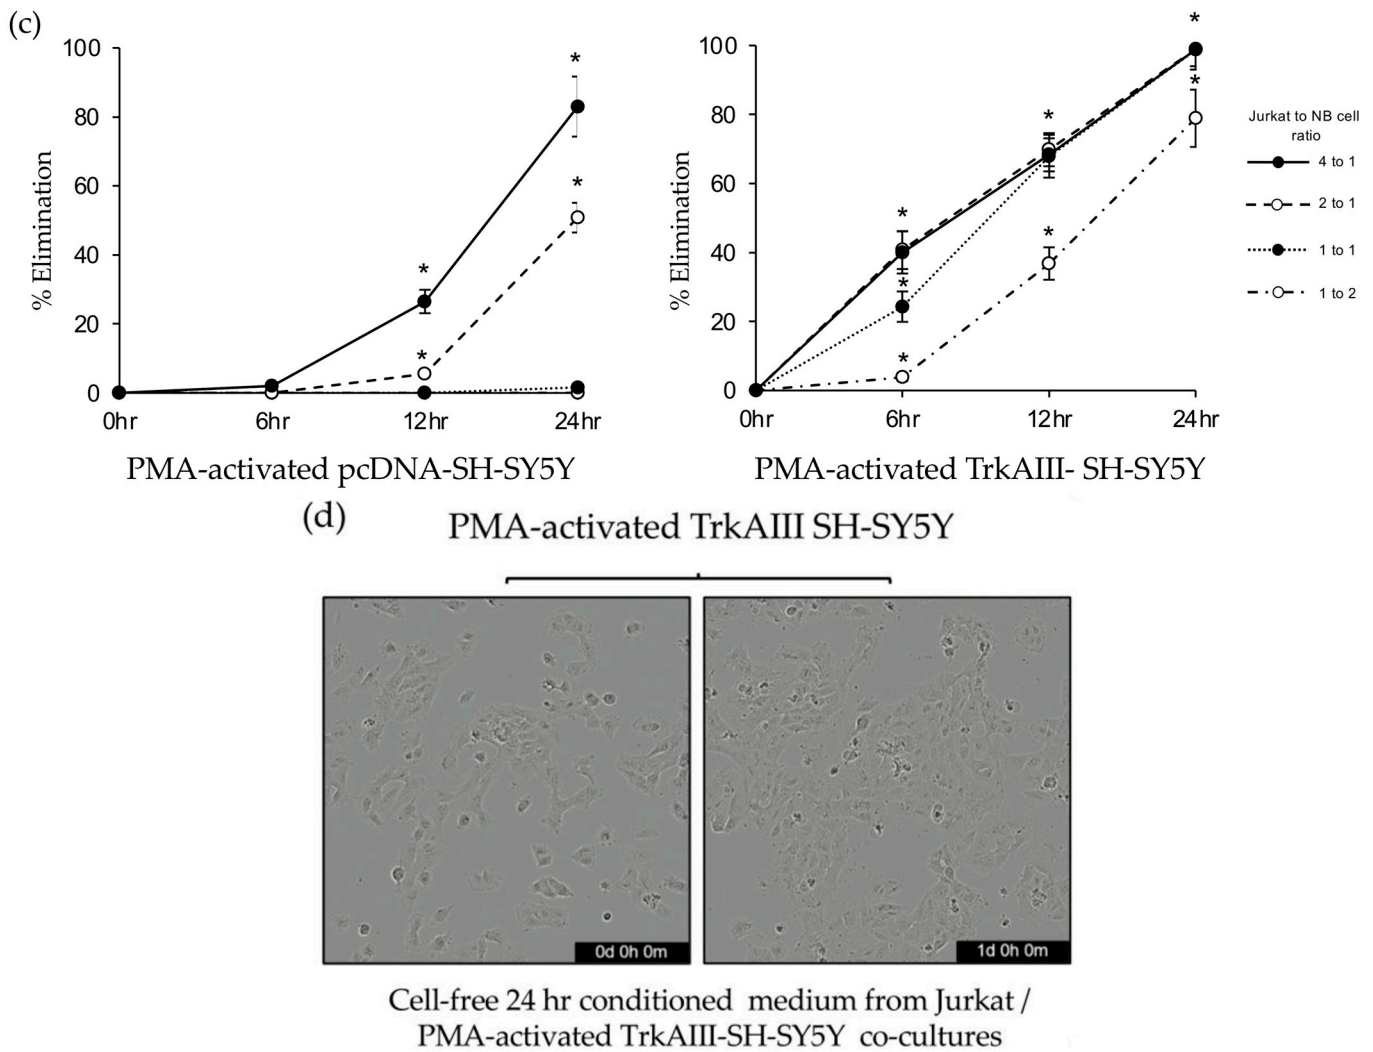 (c)
100
80
60
40
20
0
% Elimination
*
*
*
*
0hr 6hr 12hr 24hr
PMA-activated pcDNA-SH-SY5Y
100
80
60
40
20
0
% Elimination
*
*
*
*
*
*
*
0hr 6hr 12hr 24hr
PMA-activated TrkAIII- SH-SY5Y
Jurkat to NB cell
ratio
4 to 1
2 to 1
1 to 1
1 to 2
(d)
PMA-activated TrkAIII SH-SY5Y
0d 0h 0m
1d 0h 0m
Cell-free 24 hr conditioned medium from Jurkat /
PMA-activated TrkAIII-SH-SY5Y co-cultures